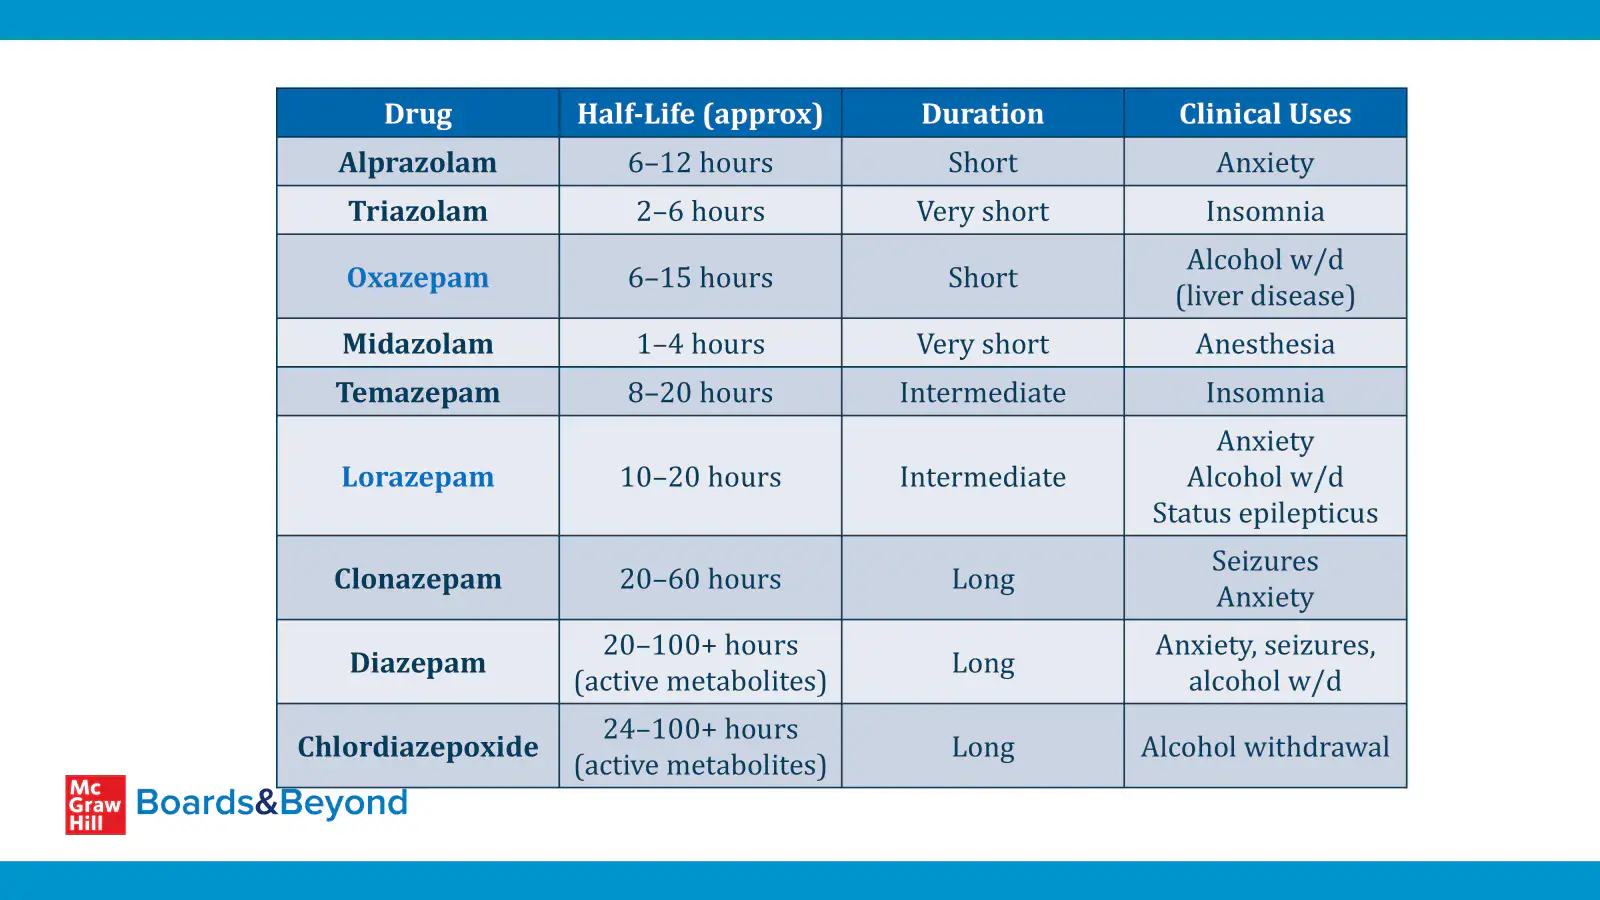 Drug Half-Life (approx) Duration Clinical Uses
Alprazolam 6–12 hours Short Anxiety
Triazolam 2–6 hours Very short Insomnia
Oxazepam 6–15 hours Short Alcohol w/d
(liver disease)
Midazolam 1–4 hours Very short Anesthesia
Temazepam 8–20 hours Intermediate Insomnia
Lorazepam 10–20 hours Intermediate Anxiety
Alcohol w/d
Status epilepticus
Clonazepam 20–60 hours Long Seizures
Anxiety
Diazepam 20–100+ hours
(active metabolites) Long Anxiety, seizures,
alcohol w/d
Chlordiazepoxide 24–100+ hours
(active metabolites) Long Alcohol withdrawal
Mc
Graw
Hill
Boards&Beyond